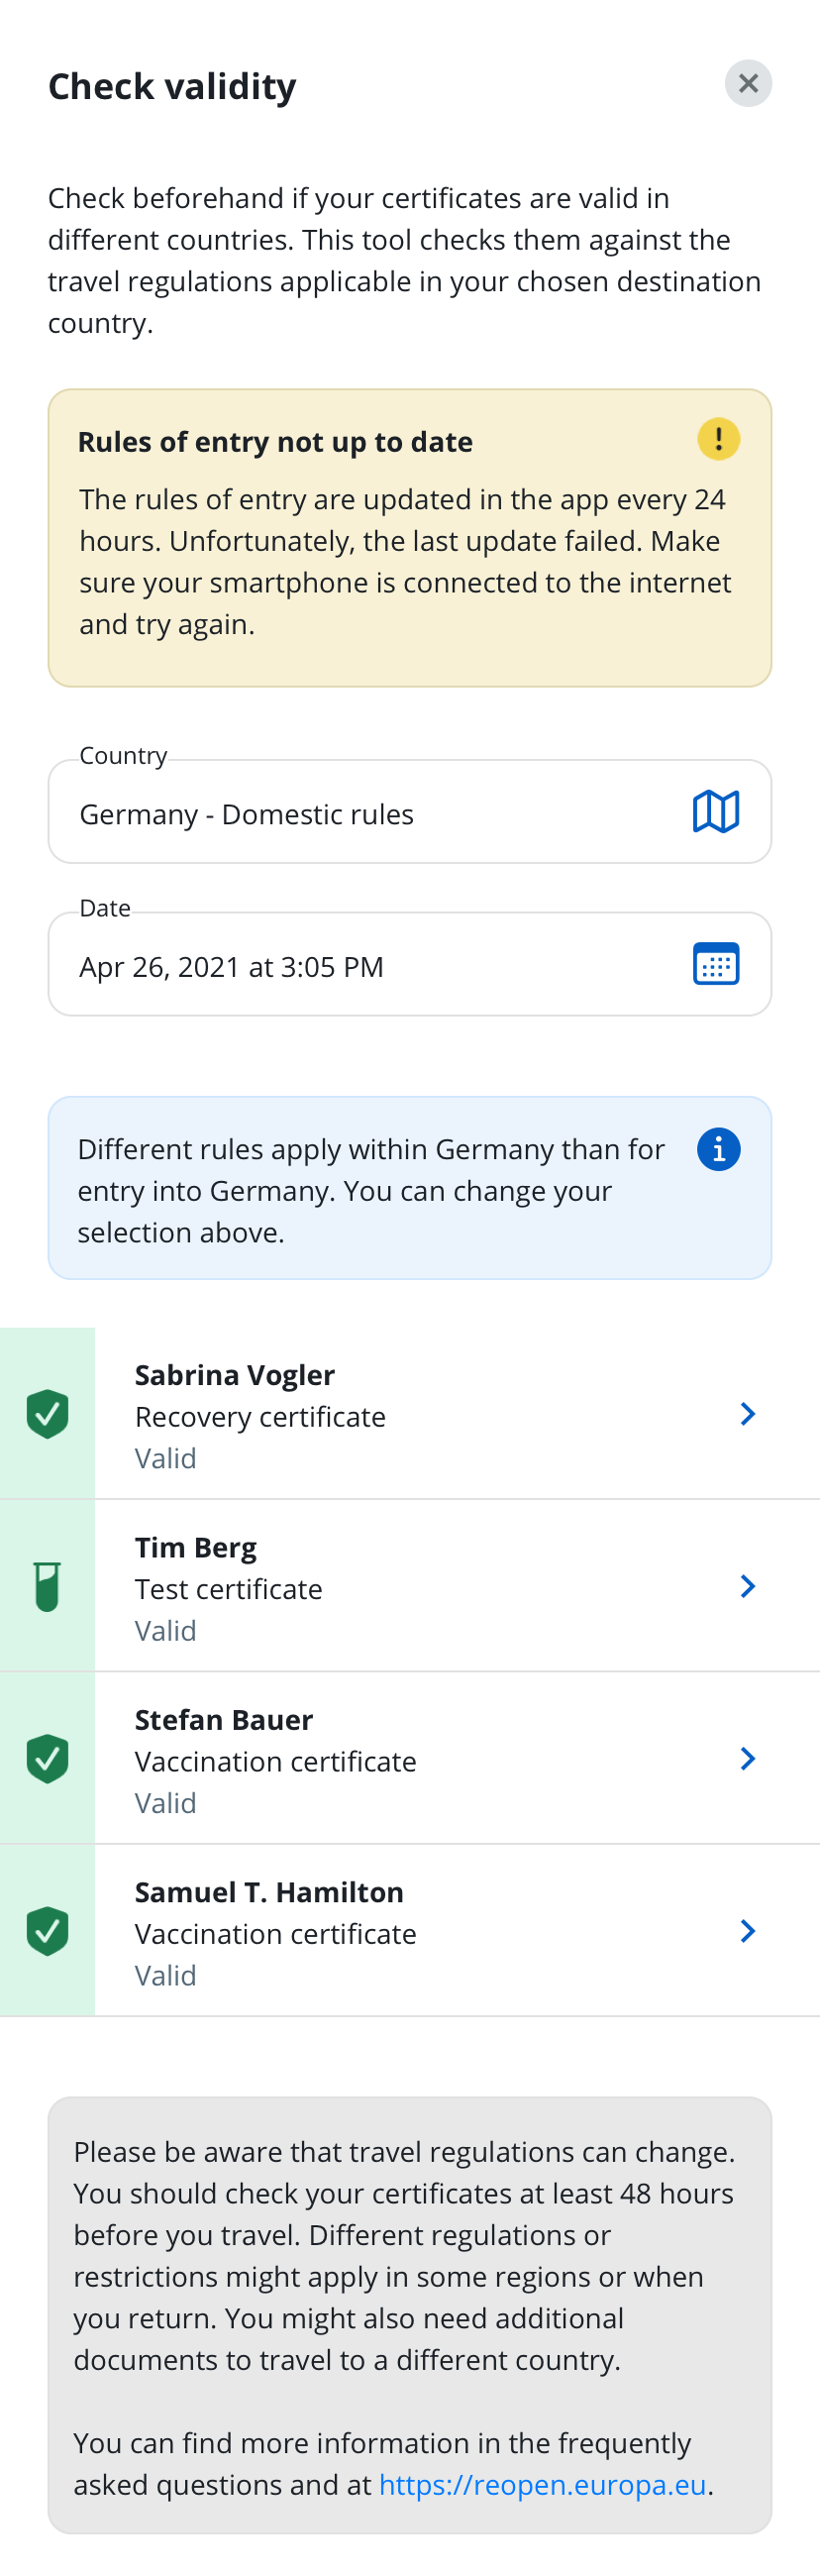 Check validity
Check beforehand if your certificates are valid in
different countries. This tool checks them against the
travel regulations applicable in your chosen destination
country.
Rules of entry not up to date
The rules of entry are updated in the app every 24
hours. Unfortunately, the last update failed. Make
sure your smartphone is connected to the internet
and try again.
Country
Germany - Domestic rules
Date
Apr 26, 2021 at 3:05 PM
Different rules apply within Germany than for
entry into Germany. You can change your
selection above.
Sabrina Vogler
Recovery certificate
Valid
Tim Berg
Test certificate
Valid
Stefan Bauer
Vaccination certificate
Valid
Samuel T. Hamilton
Vaccination certificate
Valid
Please be aware that travel regulations can change.
You should check your certificates at least 48 hours
before you travel. Different regulations or
restrictions might apply in some regions or when
you return. You might also need additional
documents to travel to a different country.
You can find more information in the frequently
asked questions and at https://reopen.europa.eu.